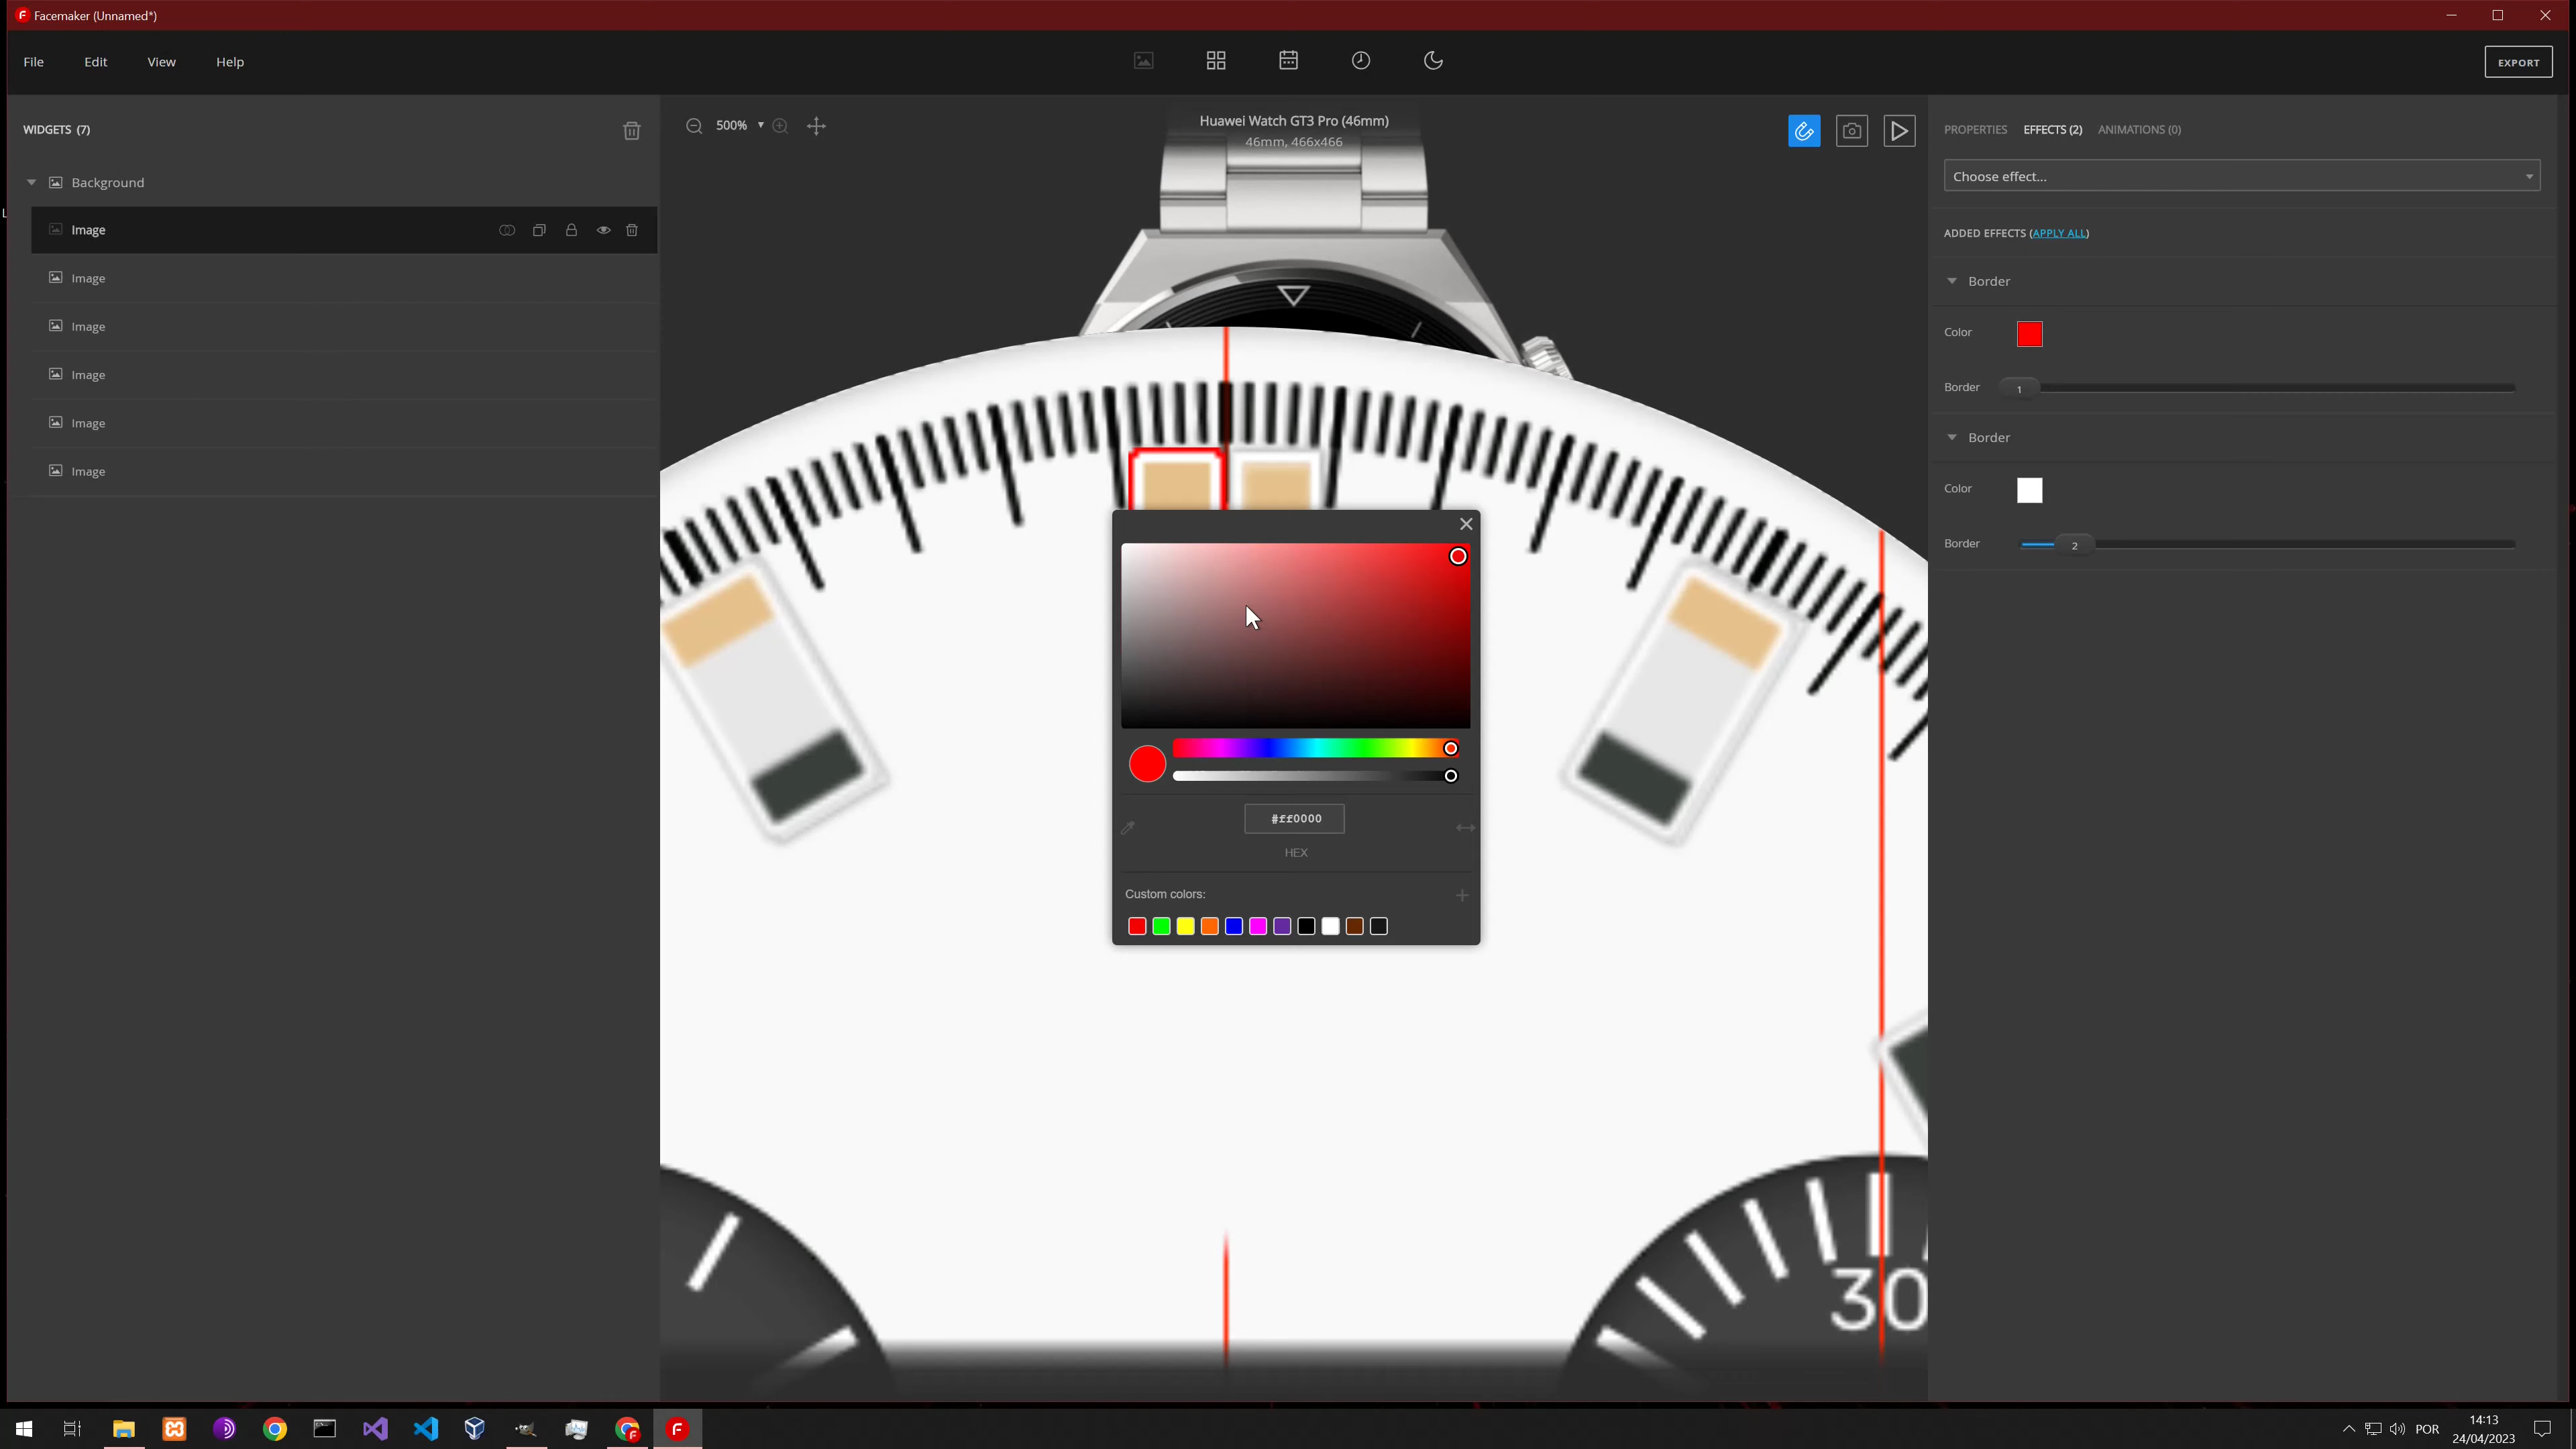 Facemaker (Unnamed*)
File Edit View Help
EXPORT
WIDGETS (7)
500%
Huawei Watch GT3 Pro (46mm)
46mm, 466x466
PROPERTIES EFFECTS (2) ANIMATIONS (0)
Choose effect...
Background
Image
Image
Image
Image
Image
Image
ADDED EFFECTS (APPLY ALL)
Border
Color
Border 1
Border
Color
Border 2
#ff0000
HEX
Custom colors:
30
POR
14:13
24/04/2023